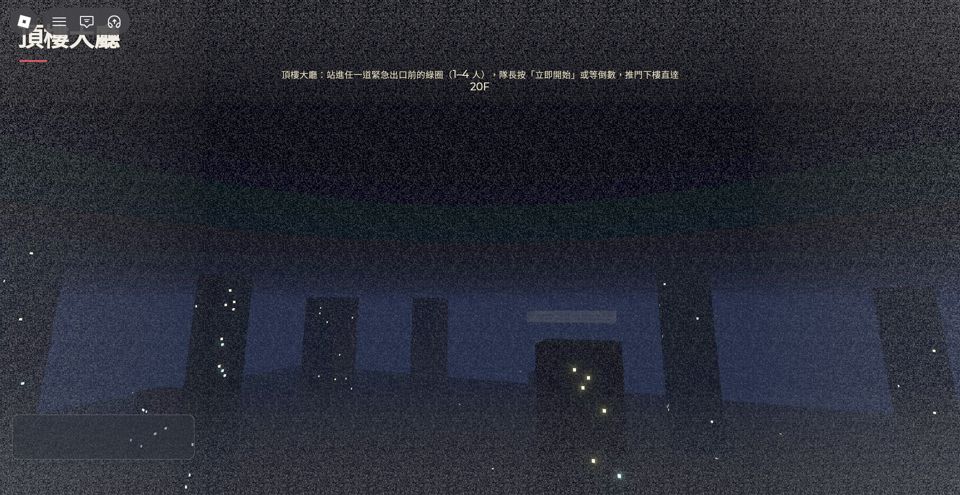 頂樓大廳
頂樓大廳：站進任一道緊急出口前的綠圈（1–4 人），隊長按「立即開始」或等倒數，推門下樓直達
20F